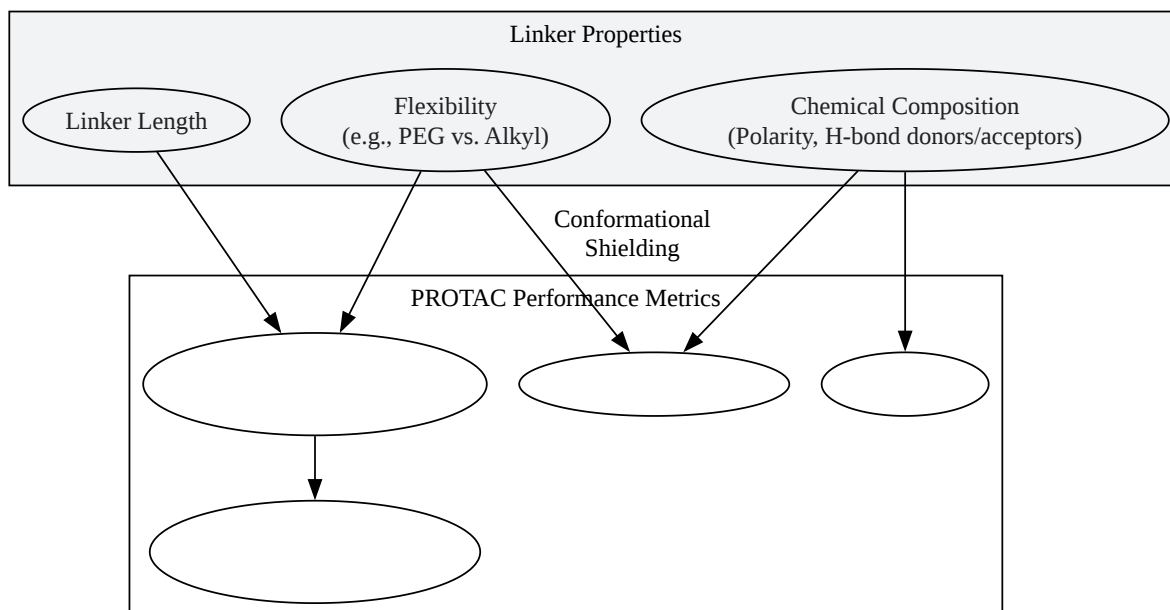 Linker Properties
Linker Length
Flexibility
(e.g., PEG vs. Alkyl)
Chemical Composition
(Polarity, H-bond donors/acceptors)
Conformational
Shielding
PROTAC Performance Metrics